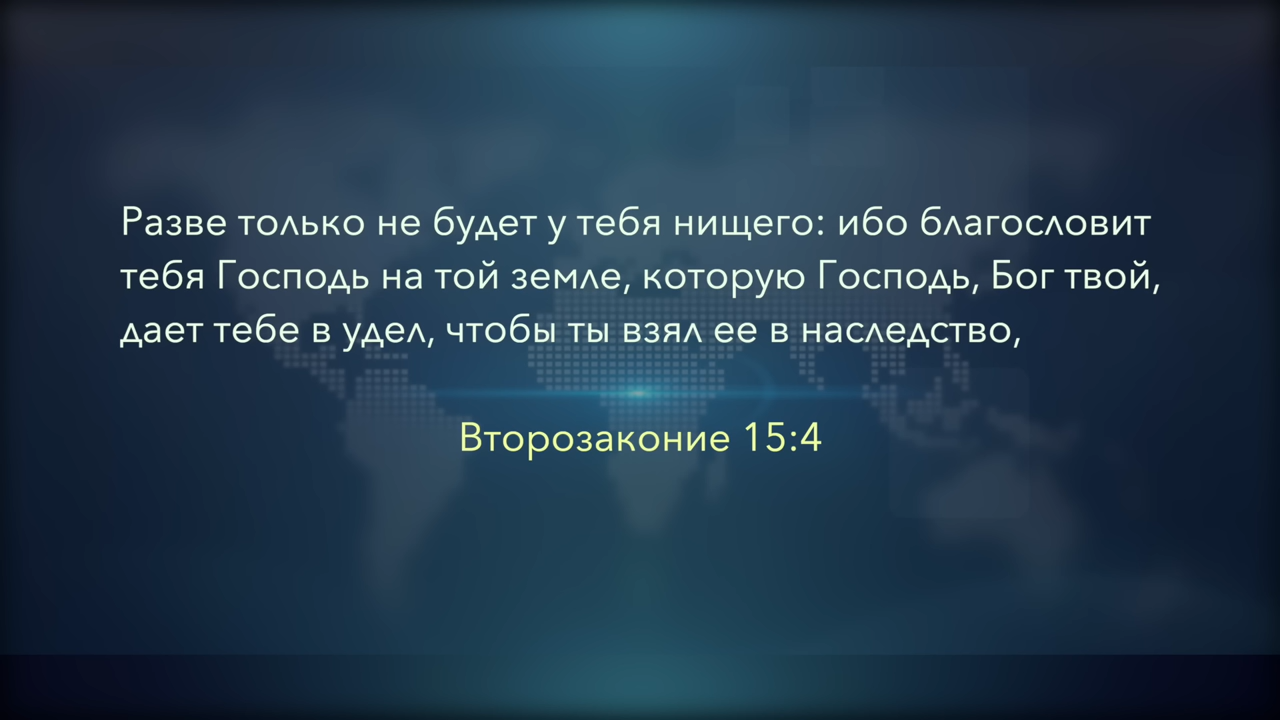 Разве только не будет у тебя нищего: ибо благословит
тебя Господь на той земле, которую Господь, Бог твой,
дает тебе в удел, чтобы ты взял ее в наследство,
Второзаконие 15:4